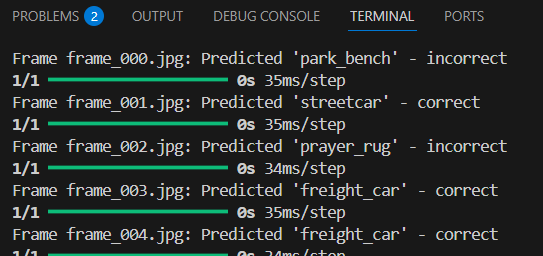 PROBLEMS 2 OUTPUT DEBUG CONSOLE TERMINAL PORTS
Frame frame_000.jpg: Predicted 'park_bench' - incorrect
1/1 0s 35ms/step
Frame frame_001.jpg: Predicted 'streetcar' - correct
1/1 0s 35ms/step
Frame frame_002.jpg: Predicted 'prayer_rug' - incorrect
1/1 0s 34ms/step
Frame frame_003.jpg: Predicted 'freight_car' - correct
1/1 0s 35ms/step
Frame frame_004.jpg: Predicted 'freight_car' - correct